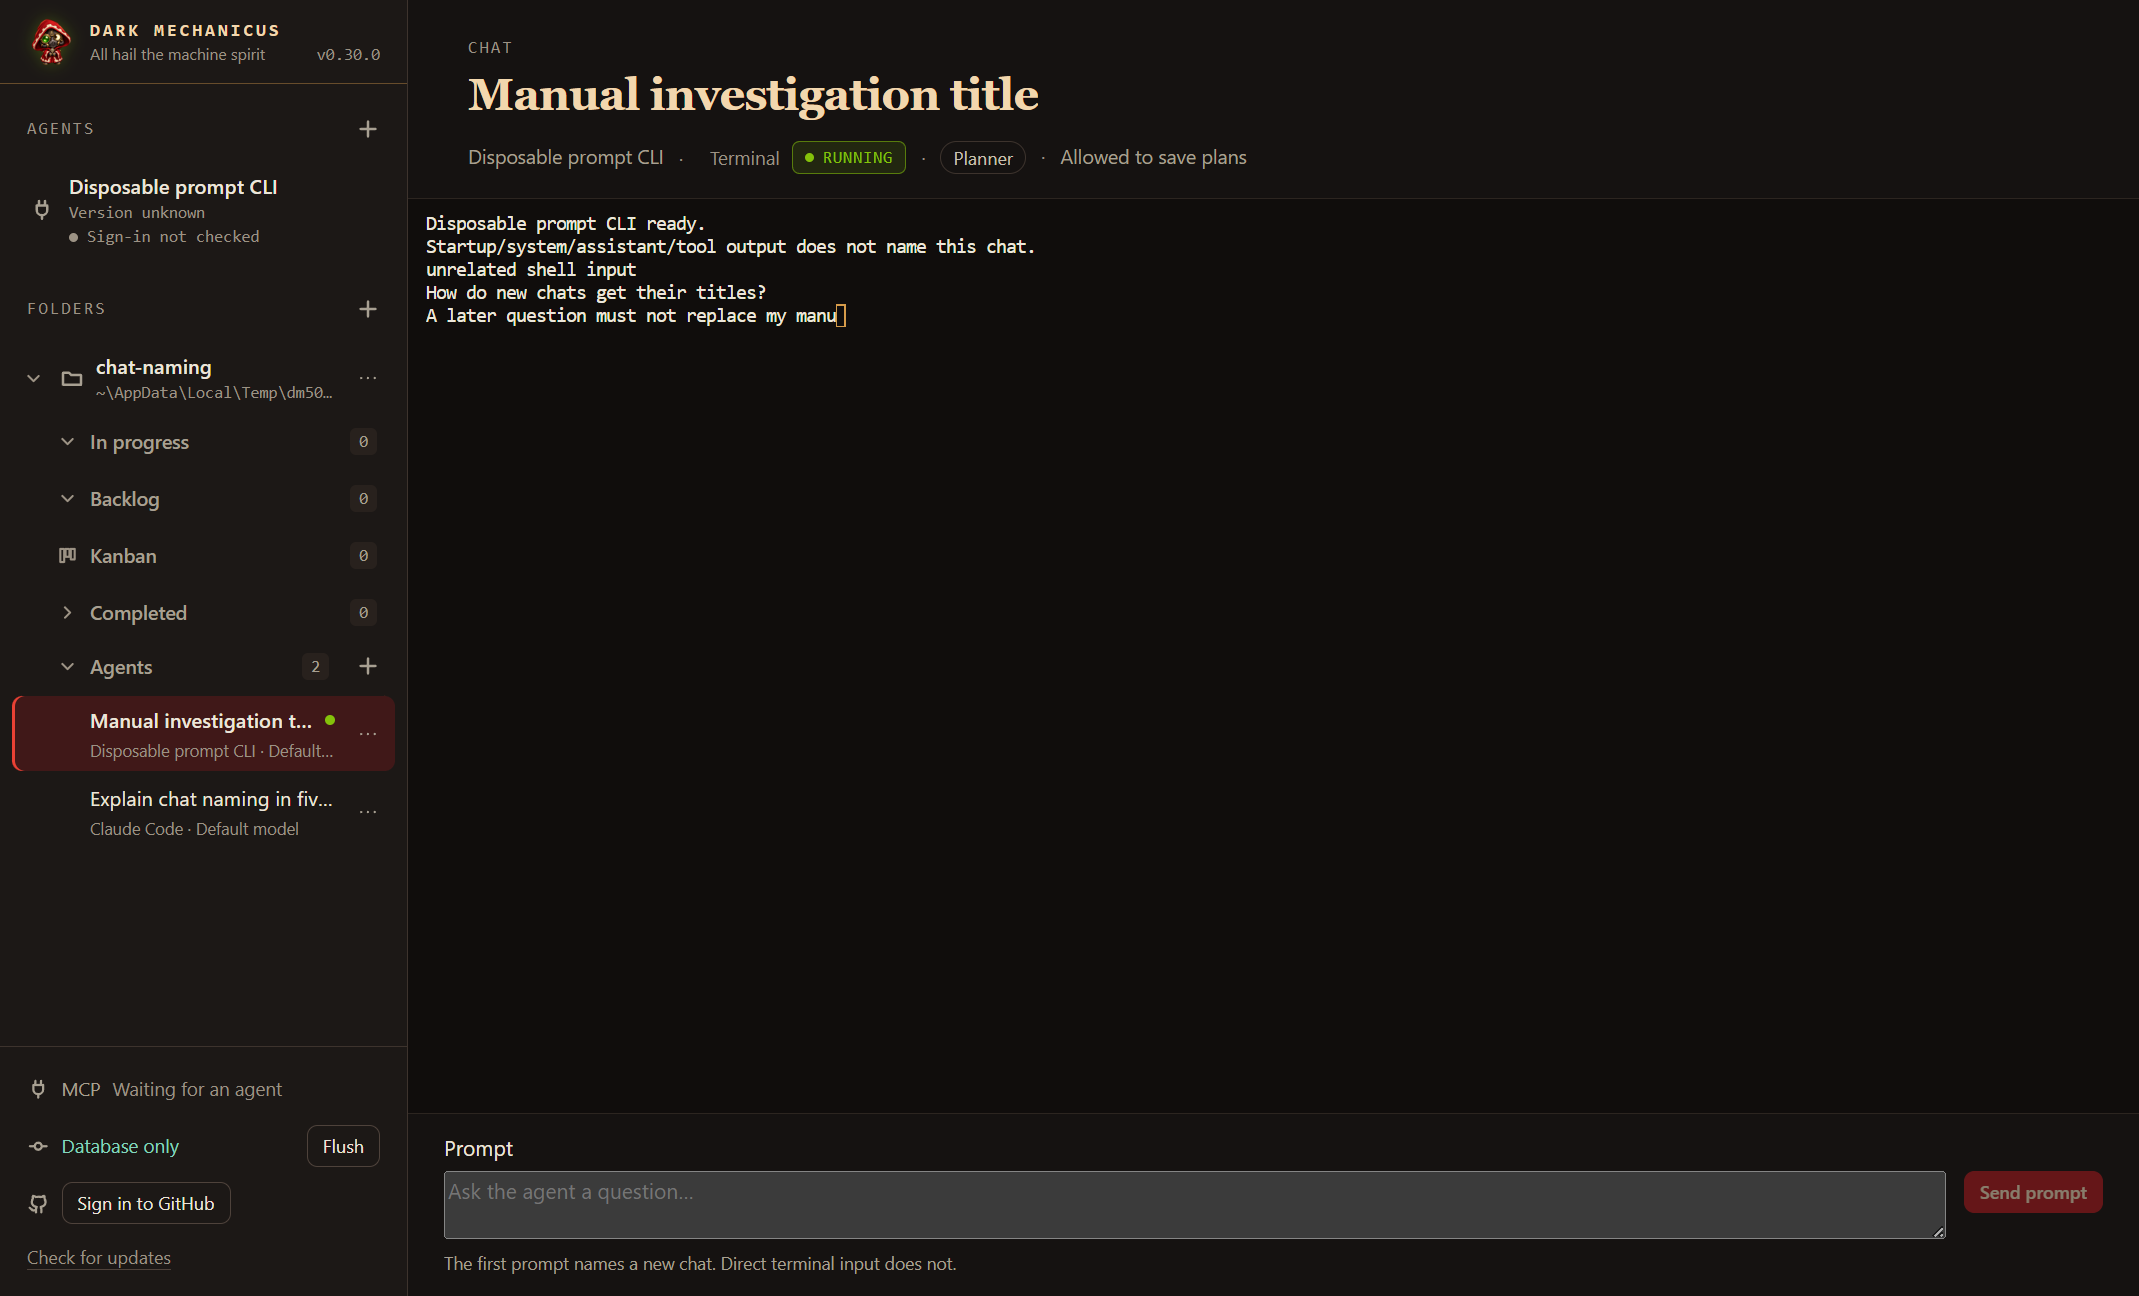 DARK MECHANICUS
All hail the machine spirit
v0.30.0
AGENTS
Disposable prompt CLI
Version unknown
Sign-in not checked
FOLDERS
chat-naming
~\AppData\Local\Temp\dm50…
In progress
0
Backlog
0
Kanban
0
Completed
0
Agents
2
Manual investigation t…
Disposable prompt CLI · Default…
Explain chat naming in fiv…
Claude Code · Default model
MCP Waiting for an agent
Database only
Flush
Sign in to GitHub
Check for updates
CHAT
Manual investigation title
Disposable prompt CLI · Terminal RUNNING · Planner · Allowed to save plans
Disposable prompt CLI ready.
Startup/system/assistant/tool output does not name this chat.
unrelated shell input
How do new chats get their titles?
A later question must not replace my manu
Prompt
Ask the agent a question…
Send prompt
The first prompt names a new chat. Direct terminal input does not.